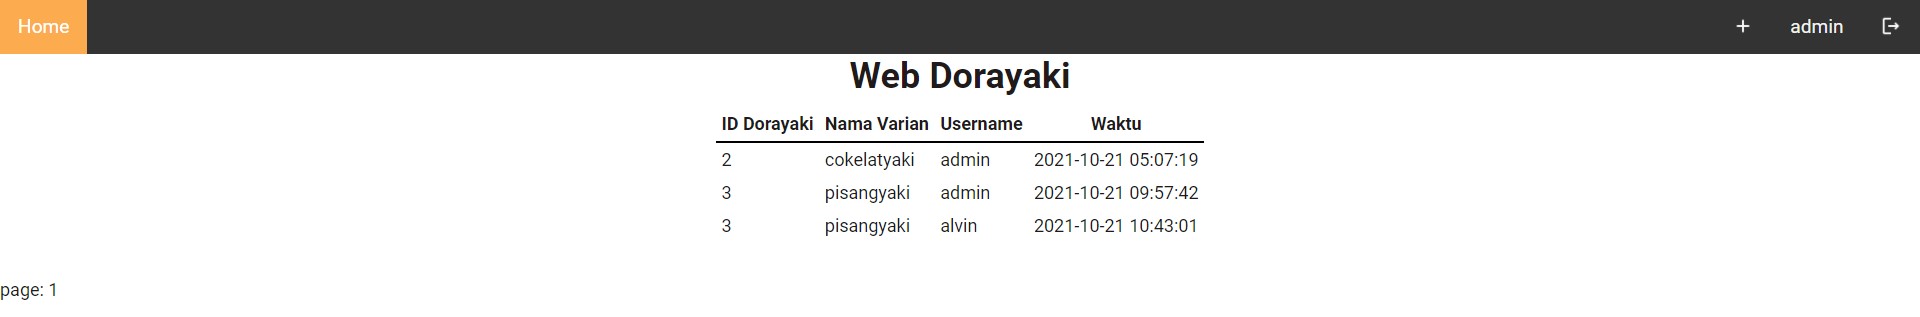 Home + admin
Web Dorayaki
ID Dorayaki Nama Varian Username Waktu
2 cokelatyaki admin 2021-10-21 05:07:19
3 pisangyaki admin 2021-10-21 09:57:42
3 pisangyaki alvin 2021-10-21 10:43:01
page: 1